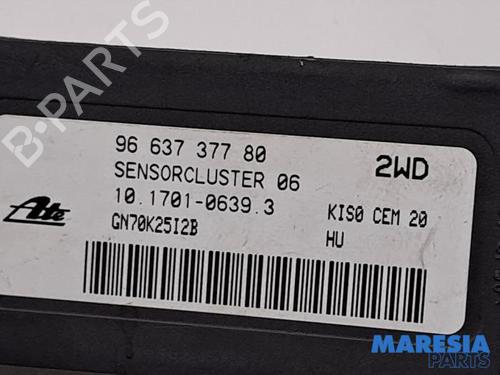 B-PARTS
96 637 377 80
2WD
SENSORCLUSTER 06
10.1701-0639.3
KIS0 CEM 20
Ate
GN70K25I2B
HU
MARESIA
PARTS